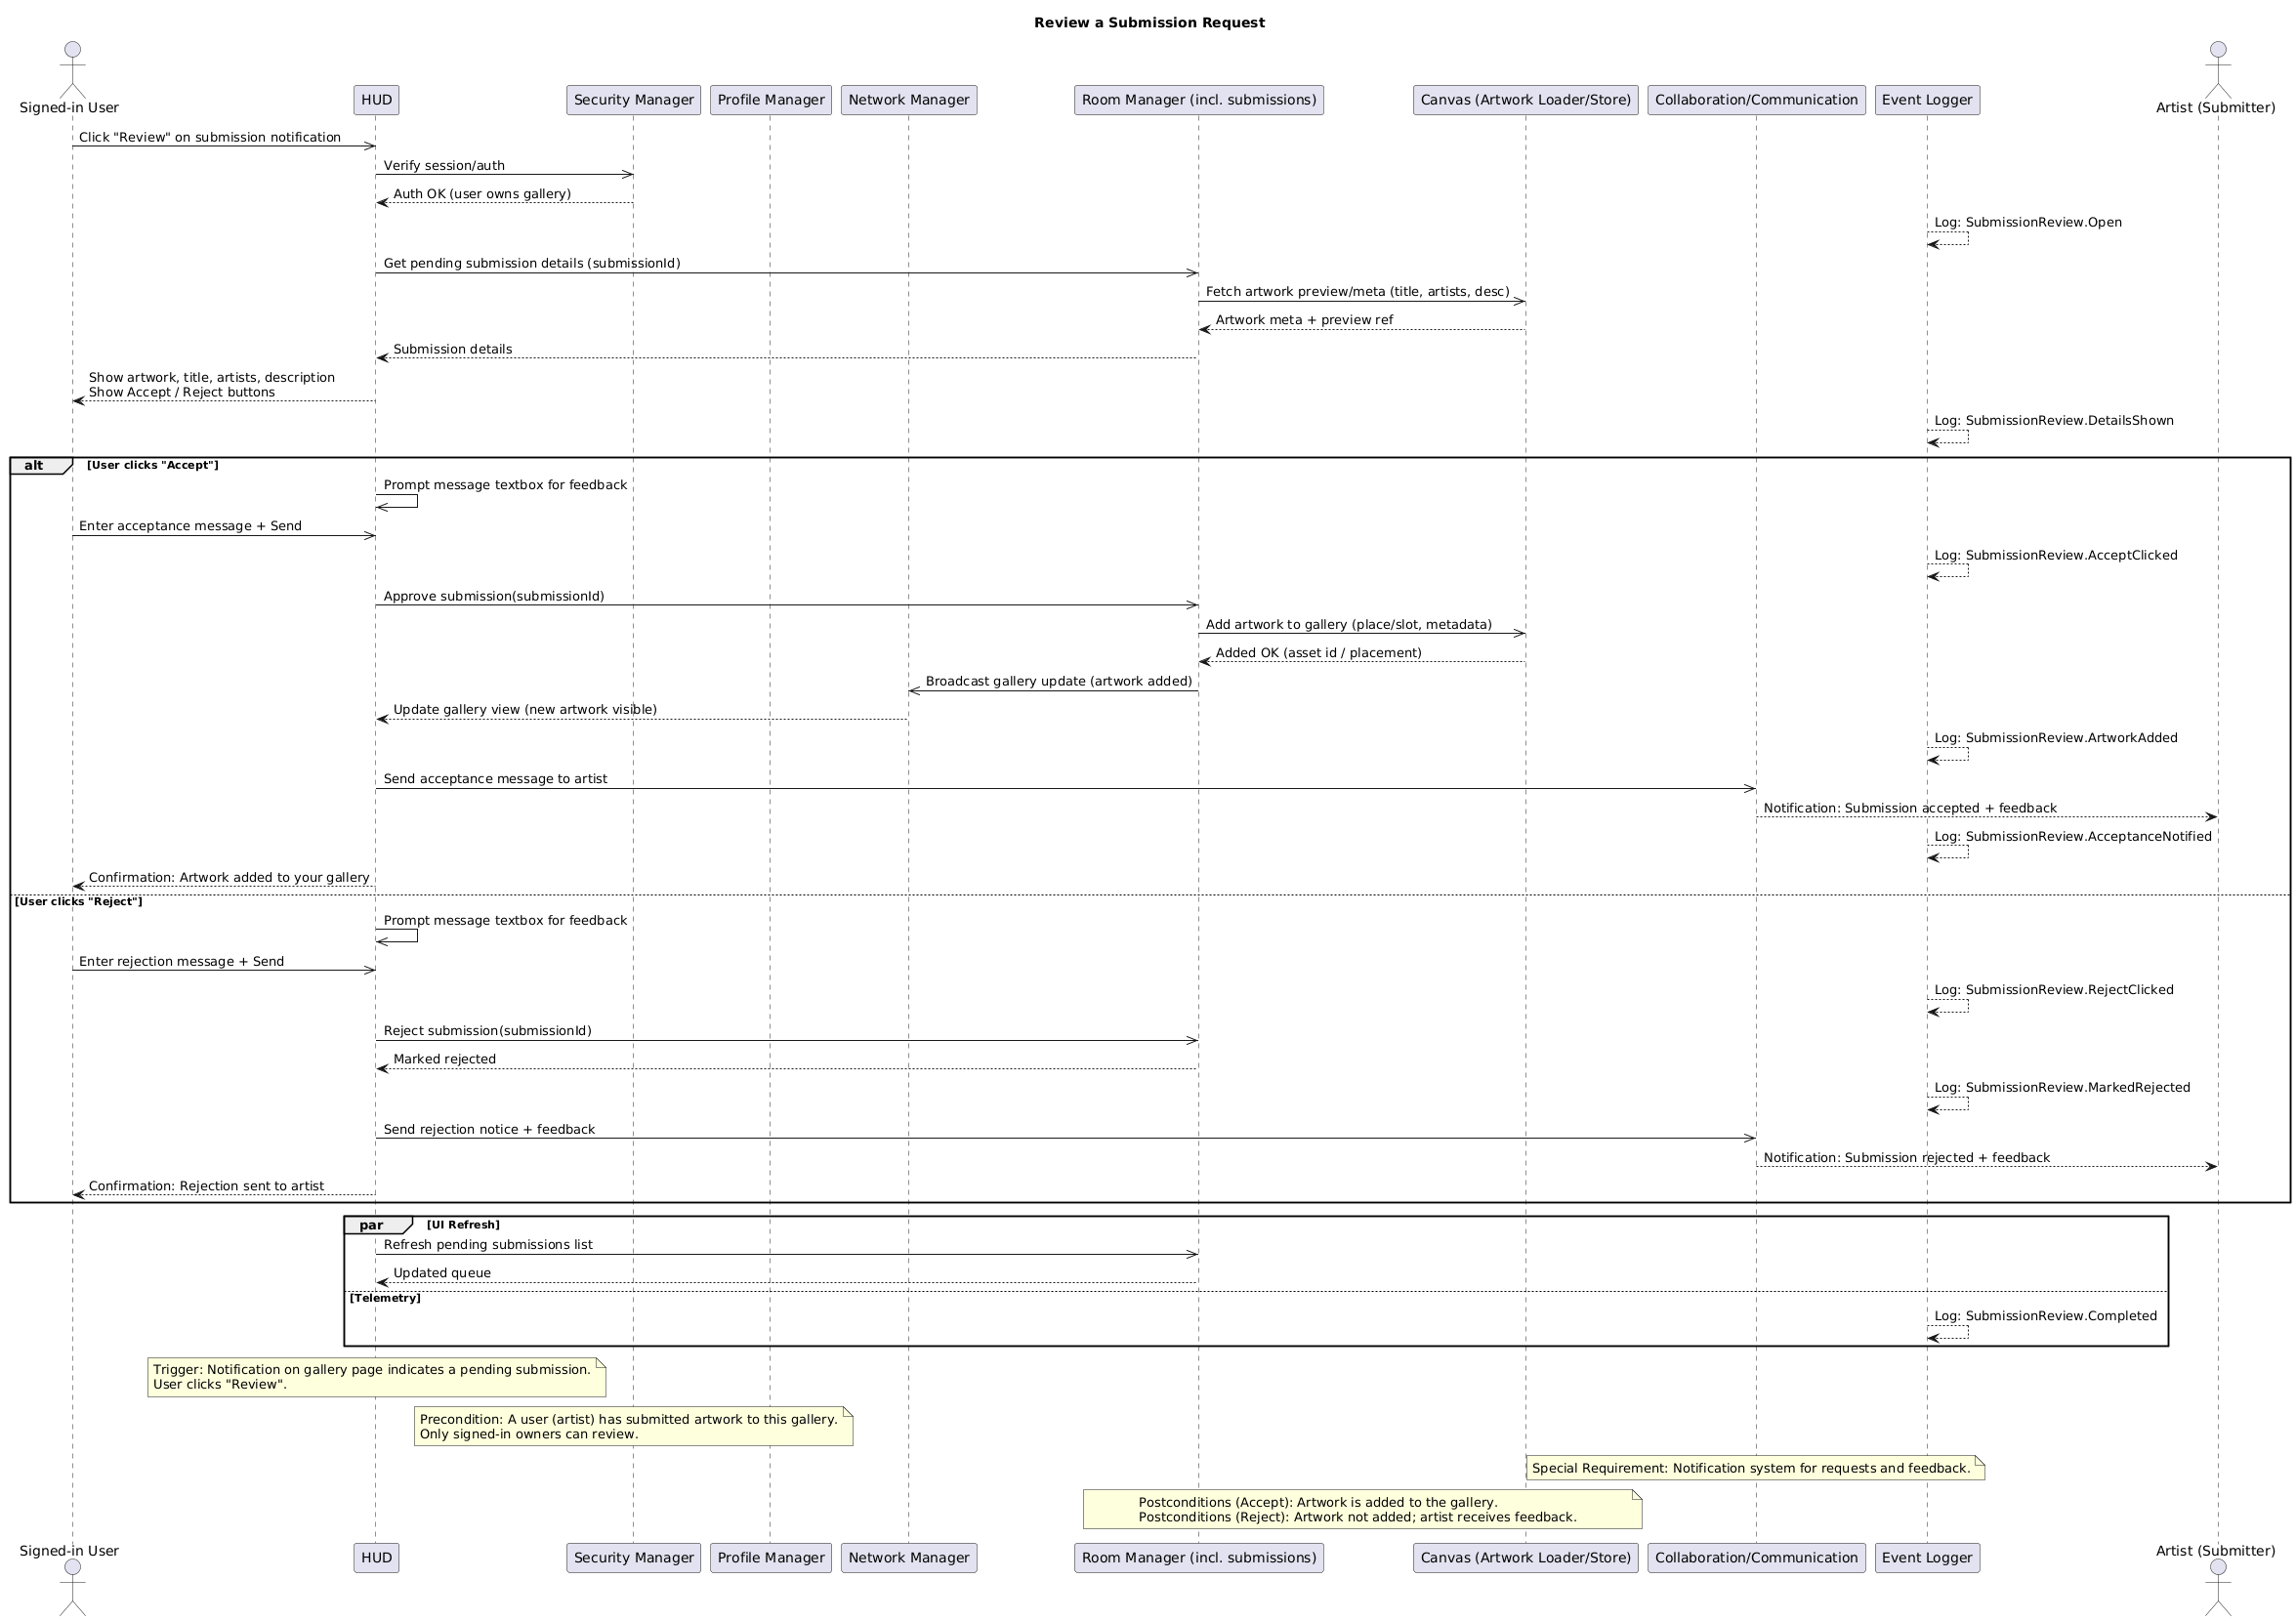 Review a Submission Request
Signed-in User
HUD
Security Manager
Profile Manager
Network Manager
Room Manager (incl. submissions)
Canvas (Artwork Loader/Store)
Collaboration/Communication
Event Logger
Artist (Submitter)
Click "Review" on submission notification
Verify session/auth
Auth OK (user owns gallery)
Log: SubmissionReview.Open
Get pending submission details (submissionId)
Fetch artwork preview/meta (title, artists, desc)
Artwork meta + preview ref
Submission details
Show artwork, title, artists, description
Show Accept / Reject buttons
Log: SubmissionReview.DetailsShown
alt
[User clicks "Accept"]
Prompt message textbox for feedback
Enter acceptance message + Send
Log: SubmissionReview.AcceptClicked
Approve submission(submissionId)
Add artwork to gallery (place/slot, metadata)
Added OK (asset id / placement)
Broadcast gallery update (artwork added)
Update gallery view (new artwork visible)
Log: SubmissionReview.ArtworkAdded
Send acceptance message to artist
Notification: Submission accepted + feedback
Log: SubmissionReview.AcceptanceNotified
Confirmation: Artwork added to your gallery
[User clicks "Reject"]
Prompt message textbox for feedback
Enter rejection message + Send
Log: SubmissionReview.RejectClicked
Reject submission(submissionId)
Marked rejected
Log: SubmissionReview.MarkedRejected
Send rejection notice + feedback
Notification: Submission rejected + feedback
Confirmation: Rejection sent to artist
par
[UI Refresh]
Refresh pending submissions list
Updated queue
[Telemetry]
Log: SubmissionReview.Completed
Trigger: Notification on gallery page indicates a pending submission.
User clicks "Review".
Precondition: A user (artist) has submitted artwork to this gallery.
Only signed-in owners can review.
Special Requirement: Notification system for requests and feedback.
Postconditions (Accept): Artwork is added to the gallery.
Postconditions (Reject): Artwork not added; artist receives feedback.
Signed-in User
HUD
Security Manager
Profile Manager
Network Manager
Room Manager (incl. submissions)
Canvas (Artwork Loader/Store)
Collaboration/Communication
Event Logger
Artist (Submitter)